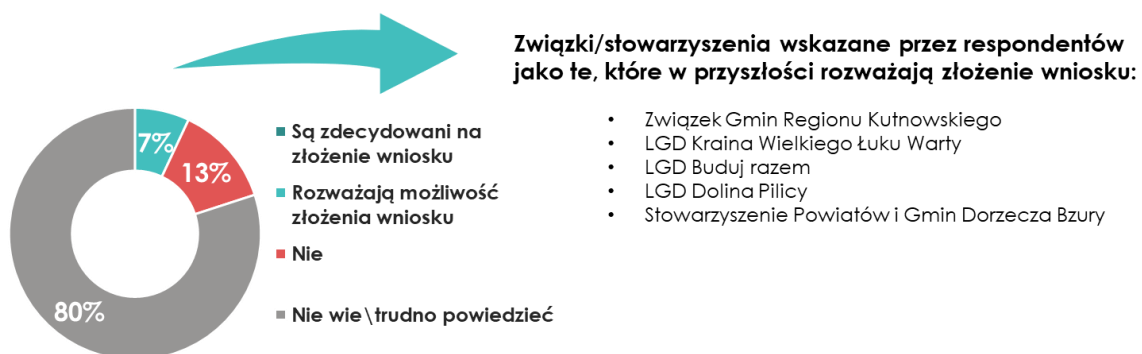 Związki/stowarzyszenia wskazane przez respondentów
jako te, które w przyszłości rozważają złożenie wniosku:
• Związek Gmin Regionu Kutnowskiego
• LGD Kraina Wielkiego Łuku Warty
• LGD Buduj razem
• LGD Dolina Pilicy
• Stowarzyszenie Powiatów i Gmin Dorzecza Bzury
7%
13%
80%
Są zdecydowani na
złożenie wniosku
Rozważają możliwość
złożenia wniosku
Nie
Nie wie\trudno powiedzieć